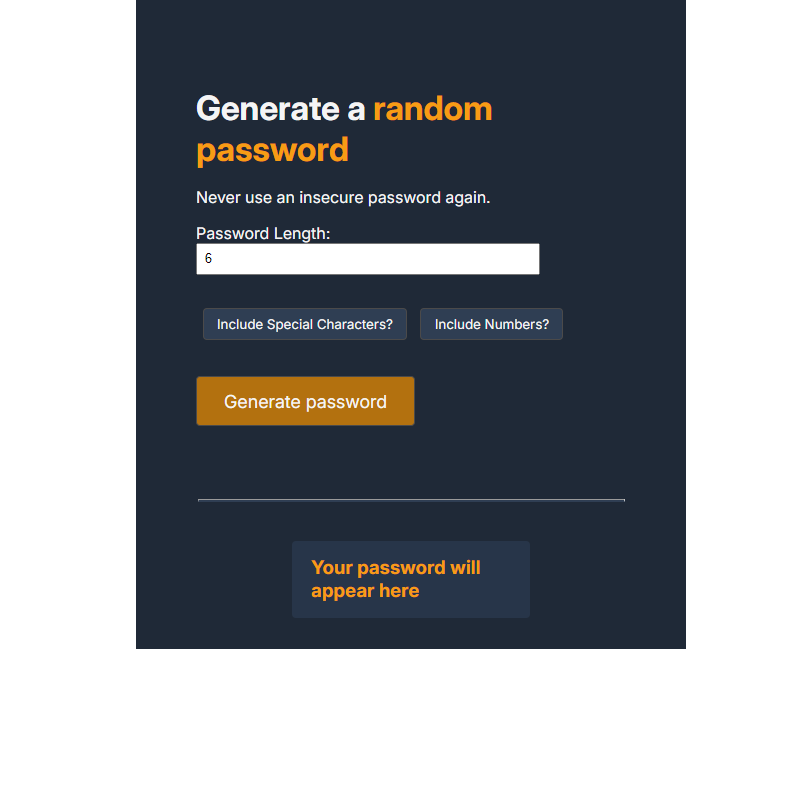 Generate a random
password
Never use an insecure password again.
Password Length:
6
Include Special Characters? Include Numbers?
Generate password
Your password will
appear here